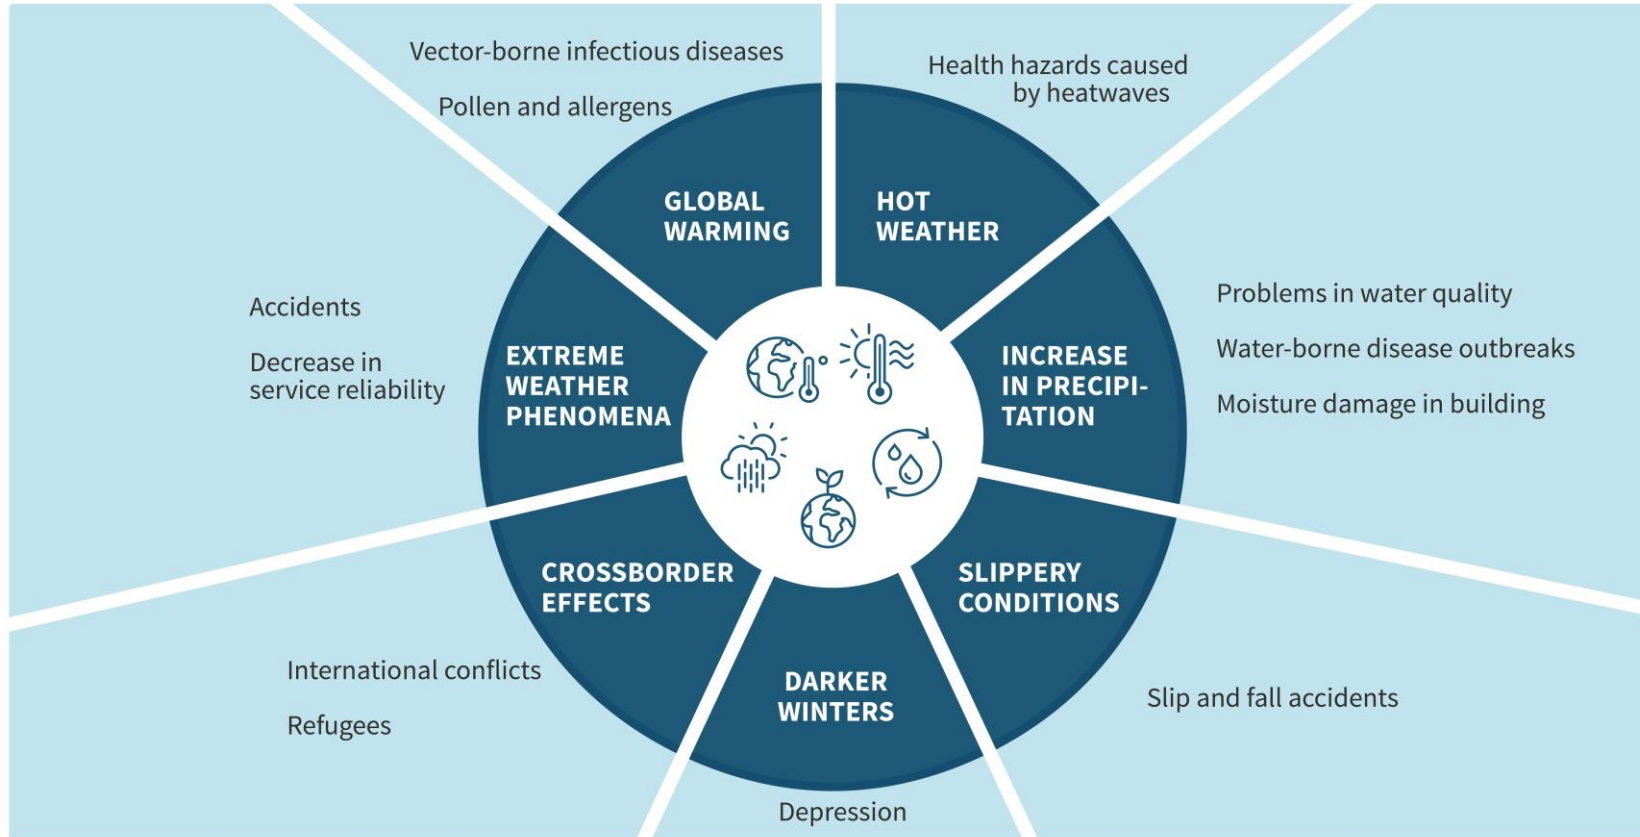 Vector-borne infectious diseases
Pollen and allergens
GLOBAL
WARMING
Health hazards caused
by heatwaves
HOT
WEATHER
Problems in water quality
Water-borne disease outbreaks
Moisture damage in building
INCREASE
IN PRECIPI-
TATION
Slip and fall accidents
SLIPPERY
CONDITIONS
DARKER
WINTERS
Depression
CROSSBORDER
EFFECTS
International conflicts
Refugees
Accidents
Decrease in
service reliability
EXTREME
WEATHER
PHENOMENA